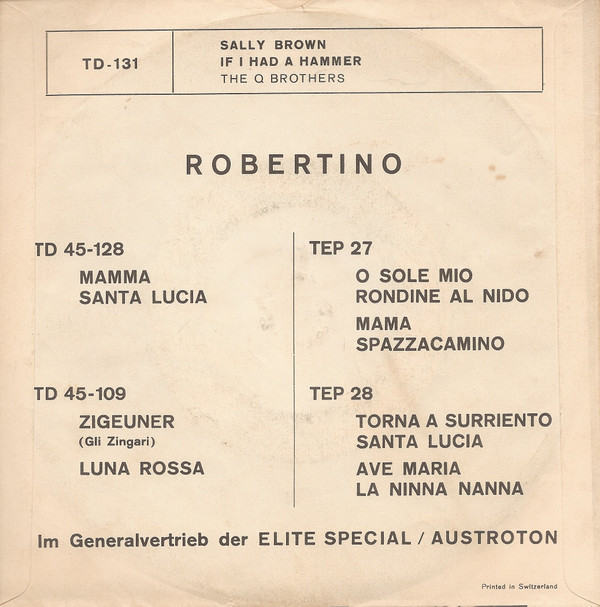 TD-131
SALLY BROWN
IF I HAD A HAMMER
THE Q BROTHERS
ROBERTINO
TD 45-128
MAMMA
SANTA LUCIA
TD 45-109
ZIGEUNER
(Gli Zingari)
LUNA ROSSA
TEP 27
O SOLE MIO
RONDINE AL NIDO
MAMA
SPAZZACAMINO
TEP 28
TORNA A SURRIENTO
SANTA LUCIA
AVE MARIA
LA NINNA NANNA
Im Generalvertrieb der ELITE SPECIAL / AUSTROTON
Printed in Switzerland